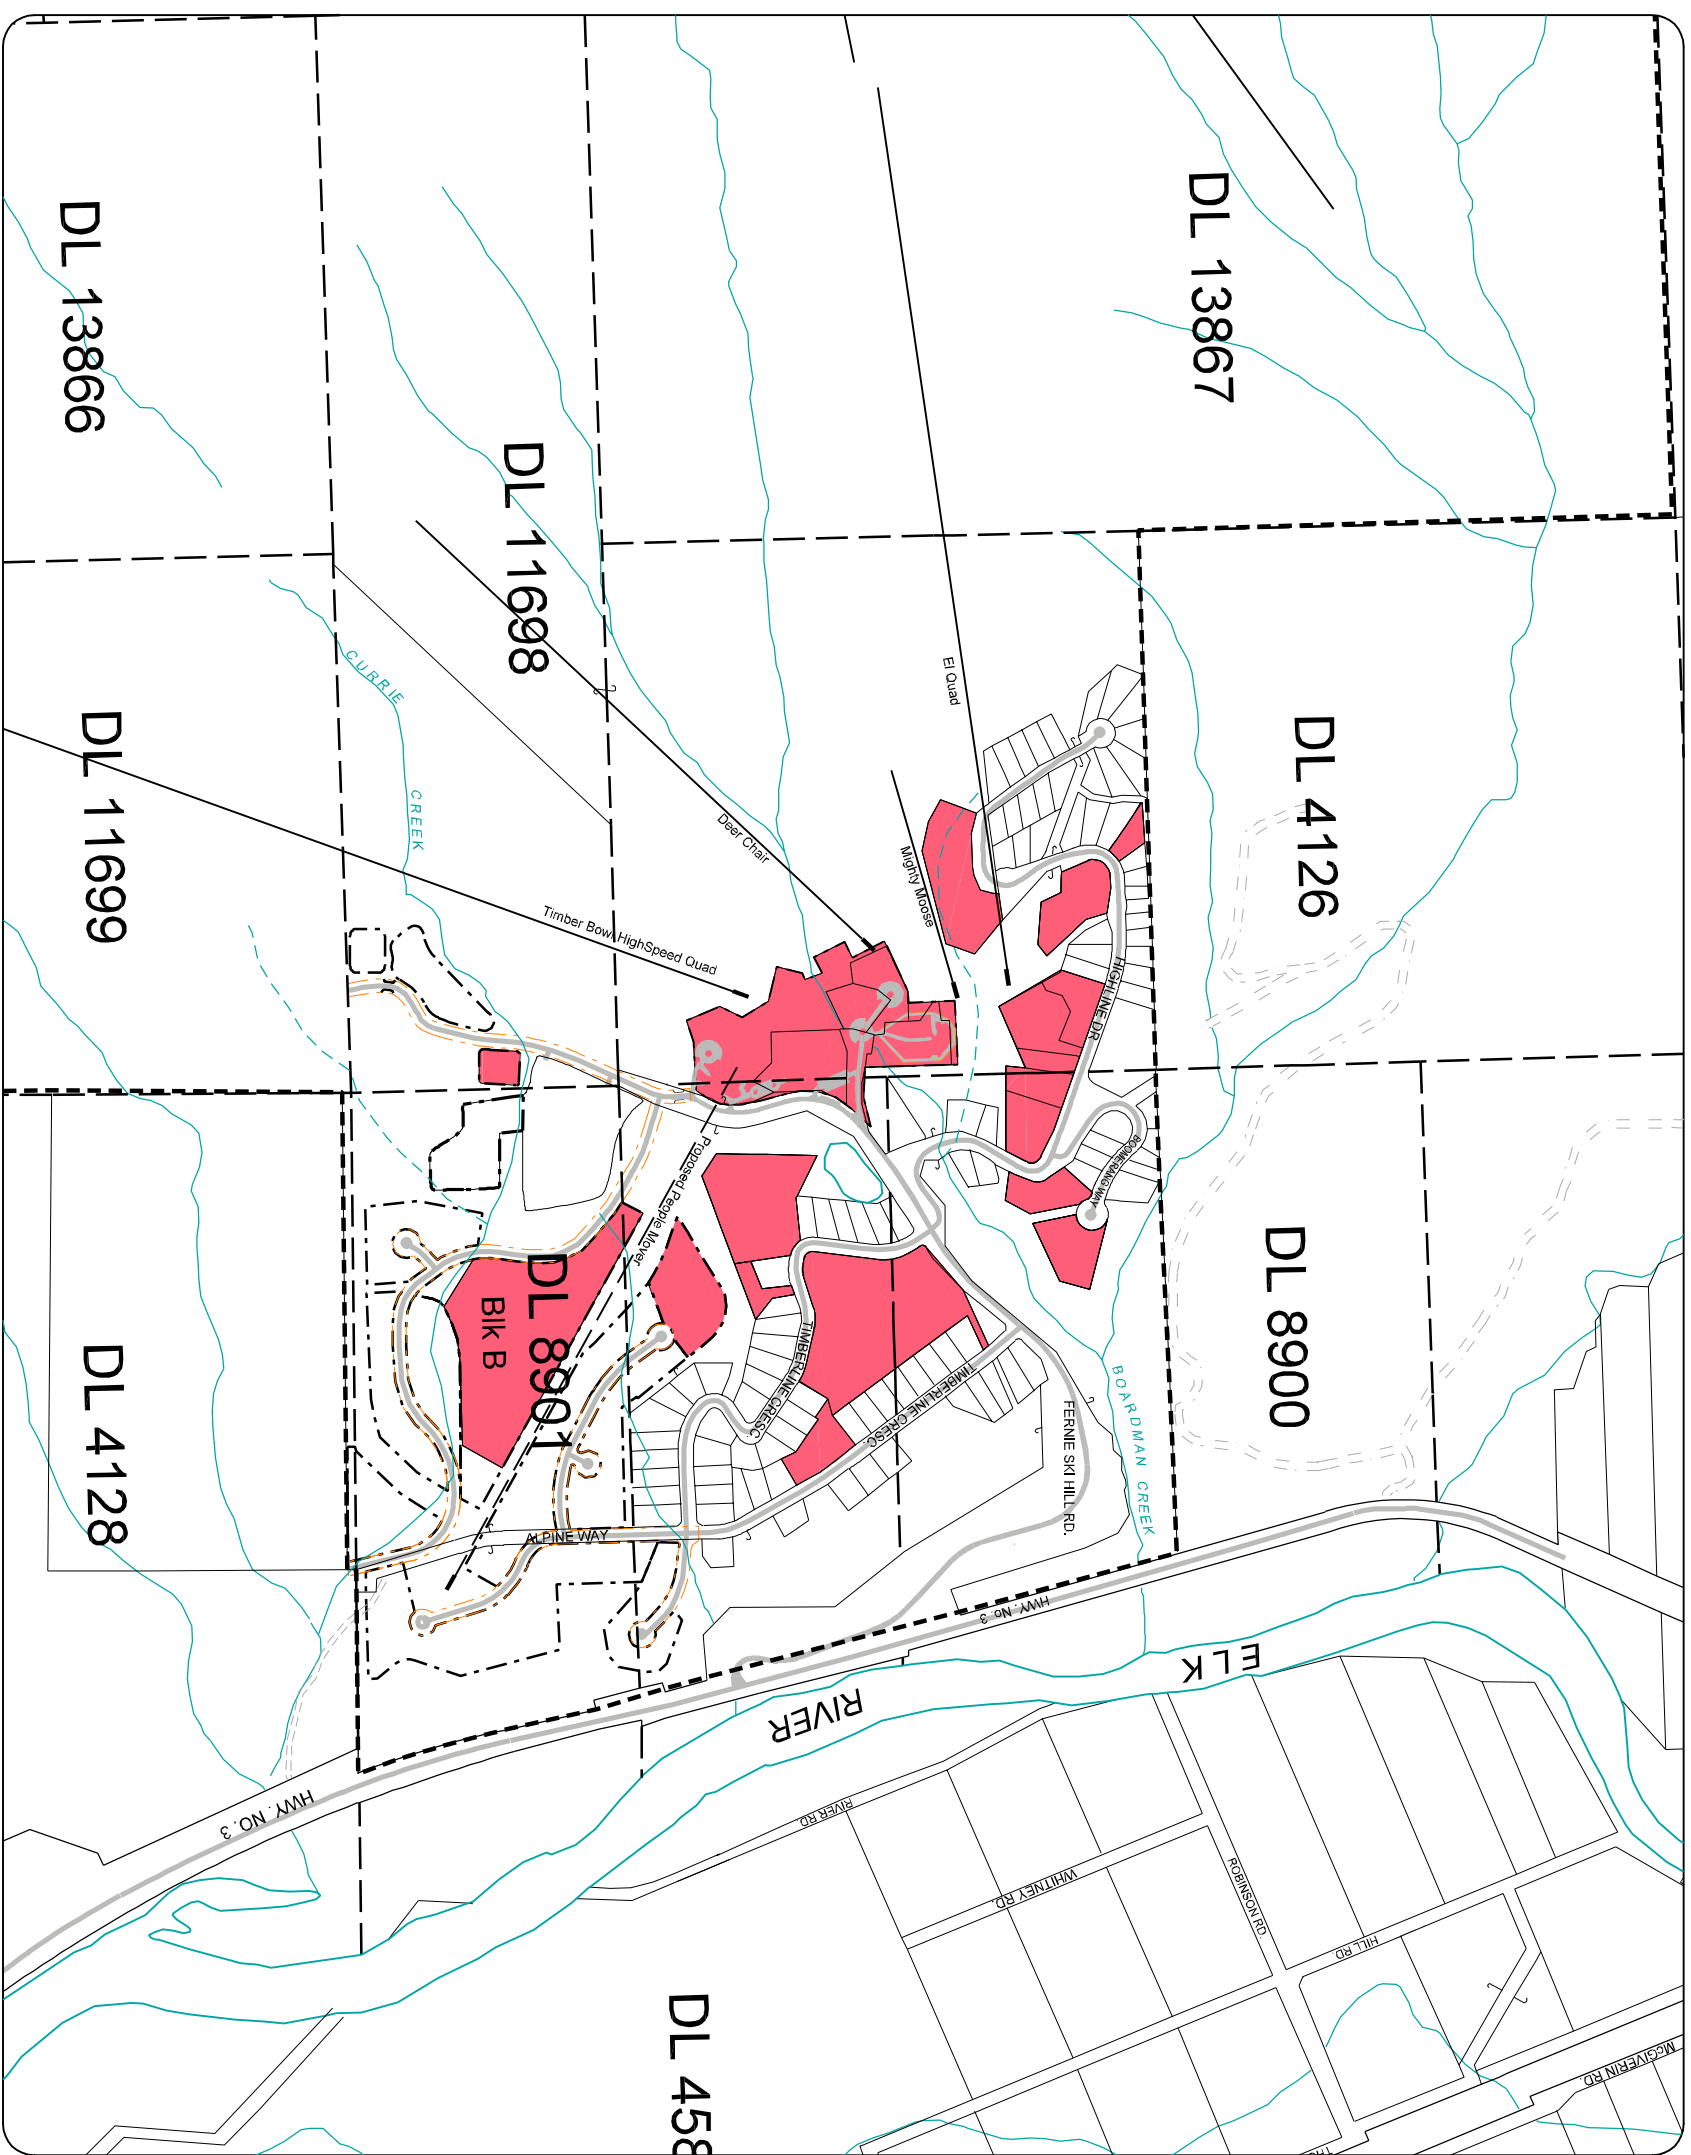 DL 13866
DL 13867
DL 11698
DL 11699
DL 4126
CURRIE
CREEK
El Quad
Deer Chair
Mighty Moose
Timber Bowl HighSpeed Quad
HIGHLINE DR
BOOMERANG WAY
Proposed People Mover
DL 8901
Blk B
DL 8900
DL 4128
TIMBERLINE CRESC.
TIMBERLINE CRESC.
FERNIE SKI HILL RD.
BOARDMAN CREEK
ALPINE WAY
HWY. No. 3
ELK
RIVER
HWY. NO. 3
RIVER RD
WHITNEY RD.
ROBINSON RD.
HILL RD
McGIVERIN RD.
DL 458